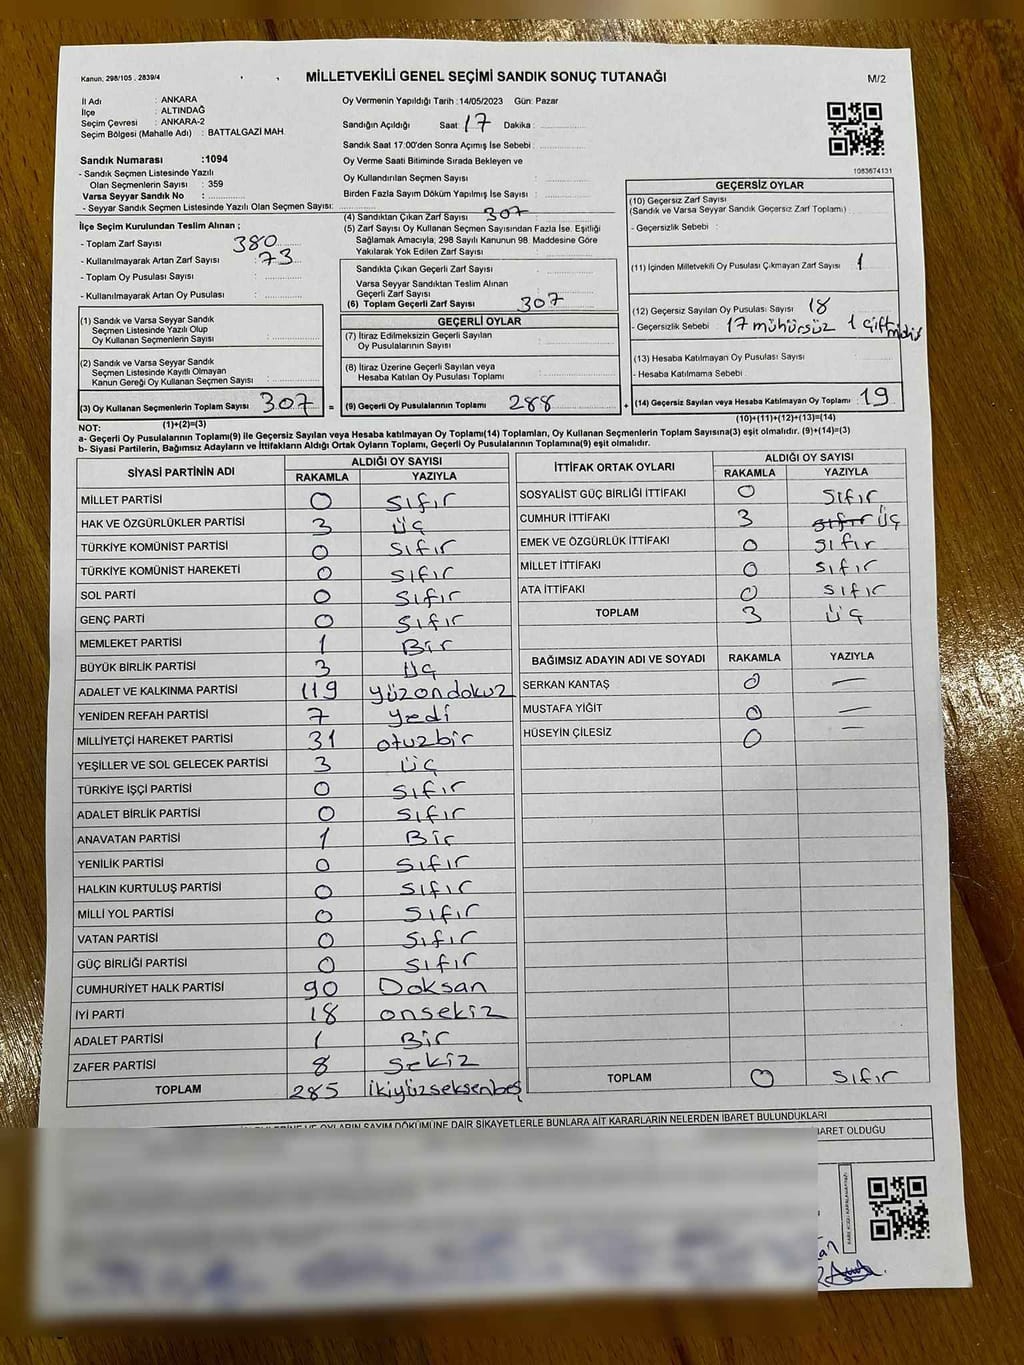 Kanun, 298/105 , 2839/4
MİLLETVEKİLİ GENEL SEÇİMİ SANDIK SONUÇ TUTANAĞI
M/2
İl Adı : ANKARA
İlçe : ALTINDAĞ
Seçim Çevresi : ANKARA-2
Seçim Bölgesi (Mahalle Adı) : BATTALGAZİ MAH.
Sandık Numarası :1094
- Sandık Seçmen Listesinde Yazılı
Olan Seçmenlerin Sayısı : 359
Varsa Seyyar Sandık No :
- Seyyar Sandık Seçmen Listesinde Yazılı Olan Seçmen Sayısı:
İlçe Seçim Kurulundan Teslim Alınan ;
- Toplam Zarf Sayısı 380
- Kullanılmayarak Artan Zarf Sayısı : 73
- Toplum Oy Pusulası Sayısı :
- Kullanılmayarak Artan Oy Pusulası :
(1) Sandık ve Varsa Seyyar Sandık
Seçmen Listesinde Yazılı Olup
Oy Kullanan Seçmenlerin Sayısı :
(2) Sandık ve Varsa Seyyar Sandık
Seçmen Listesinde Kayıtlı Olmayan
Kanun Gereği Oy Kullanan Seçmen Sayısı :
(3) Oy Kullanan Seçmenlerin Toplam Sayısı 307 =
(1)+(2)=(3)
Oy Vermenin Yapıldığı Tarih :14/05/2023 Gün: Pazar
Sandığın Açıldığı Saat: 17 Dakika :
Sandık Saat 17:00'den Sonra Açımış İse Sebebi :
Oy Verme Saati Bitiminde Sırada Bekleyen ve
Oy Kullandırılan Seçmen Sayısı :
Birden Fazla Sayım Döküm Yapılmış İse Sayısı :
(4) Sandıktan Çıkan Zarf Sayısı 307
(5) Zarf Sayısı Oy Kullanan Seçmen Sayısından Fazla İse. Eşitliği
Sağlamak Amacıyla; 298 Sayılı Kanunun 98. Maddesine Göre
Yakılarak Yok Edilen Zarf Sayısı :
Sandıkta Çıkan Geçerli Zarf Sayısı :
Varsa Seyyar Sandıktan Teslim Alınan
Geçerli Zarf Sayısı :
(6) Toplam Geçerli Zarf Sayısı 307
GEÇERLİ OYLAR
(7) İtiraz Edilmeksizin Geçerli Sayılan
Oy Pusulalarının Sayısı :
(8) İtiraz Üzerine Geçerli Sayılan veya
Hesaba Katılan Oy Pusulası Toplamı :
(9) Geçerli Oy Pusulalarının Toplamı 288 +
1083674131
GEÇERSİZ OYLAR
(10) Geçersiz Zarf Sayısı
(Sandık ve Varsa Seyyar Sandık Geçersiz Zarf Toplamı)
- Geçersizlik Sebebi :
(11) İçinden Milletvekili Oy Pusulası Çıkmayan Zarf Sayısı : 1
(12) Geçersiz Sayılan Oy Pusulası Sayısı : 18
- Geçersizlik Sebebi : 17 mühürsüz 1 çift
(13) Hesaba Katılmayan Oy Pusulası Sayısı :
- Hesaba Katılmama Sebebi
(14) Geçersiz Sayılan veya Hesaba Katılmayan Oy Toplamı : 19
(10)+(11)+(12)+(13)=(14)
NOT:
a- Geçerli Oy Pusulalarının Toplamı(9) ile Geçersiz Sayılan veya Hesaba katılmayan Oy Toplamı(14) Toplamları, Oy Kullanan Seçmenlerin Toplam Sayısına(3) eşit olmalıdır. (9)+(14)=(3)
b- Siyasi Partilerin, Bağımsız Adayların ve İttifakların Aldığı Ortak Oyların Toplamı, Geçerli Oy Pusulalarının Toplamına(9) eşit olmalıdır.
SİYASİ PARTİNİN ADI
ALDIĞI OY SAYISI
RAKAMLA YAZIYLA
MİLLET PARTİSİ 0 sıfır
HAK VE ÖZGÜRLÜKLER PARTİSİ 3 üç
TÜRKİYE KOMÜNİST PARTİSİ 0 sıfır
TÜRKİYE KOMÜNİST HAREKETİ 0 sıfır
SOL PARTİ 0 sıfır
GENÇ PARTİ 0 sıfır
MEMLEKET PARTİSİ 1 Bir
BÜYÜK BİRLİK PARTİSİ 3 üç
ADALET VE KALKINMA PARTİSİ 119 yüzondokuz
YENİDEN REFAH PARTİSİ 7 yedi
MİLLİYETÇİ HAREKET PARTİSİ 31 otuzbir
YEŞİLLER VE SOL GELECEK PARTİSİ 3 üç
TÜRKİYE İŞÇİ PARTİSİ 0 sıfır
ADALET BİRLİK PARTİSİ 0 sıfır
ANAVATAN PARTİSİ 1 Bir
YENİLİK PARTİSİ 0 sıfır
HALKIN KURTULUŞ PARTİSİ 0 sıfır
MİLLİ YOL PARTİSİ 0 sıfır
VATAN PARTİSİ 0 sıfır
GÜÇ BİRLİĞİ PARTİSİ 0 sıfır
CUMHURİYET HALK PARTİSİ 90 Doksan
İYİ PARTİ 18 onsekiz
ADALET PARTİSİ 1 Bir
ZAFER PARTİSİ 8 sekiz
TOPLAM 285 ikiyüzseksenbeş
İTTİFAK ORTAK OYLARI
ALDIĞI OY SAYISI
RAKAMLA YAZIYLA
SOSYALİST GÜÇ BİRLİĞİ İTTİFAKI 0 sıfır
CUMHUR İTTİFAKI 3 sıfır üç
EMEK VE ÖZGÜRLÜK İTTİFAKI 0 sıfır
MİLLET İTTİFAKI 0 sıfır
ATA İTTİFAKI 0 sıfır
TOPLAM 3 üç
BAĞIMSIZ ADAYIN ADI VE SOYADI RAKAMLA YAZIYLA
SERKAN KANTAŞ 0 —
MUSTAFA YİĞİT 0 —
HÜSEYİN ÇİLESİZ 0 —
TOPLAM 0 sıfır
VE OYLARIN SAYIM DÖKÜMÜNE DAİR ŞİKAYETLERLE BUNLARA AİT KARARLARIN NELERDEN İBARET BULUNDUKLARI
İBARET OLDUĞU